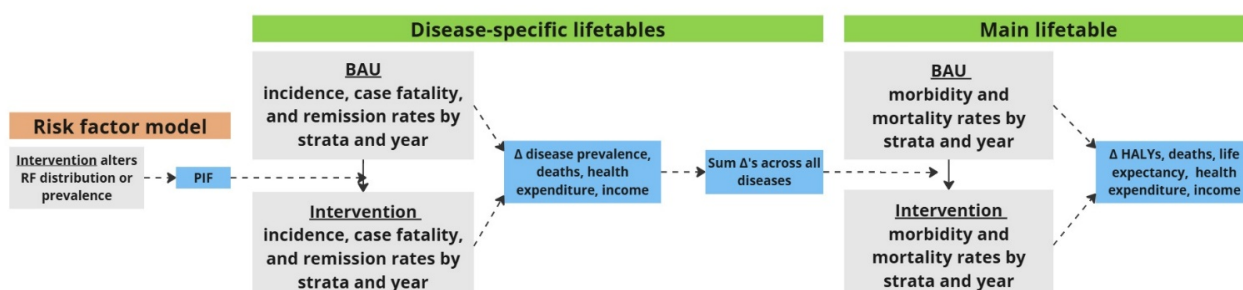 Disease-specific lifetables
Main lifetable
Risk factor model
Intervention alters
RF distribution or
prevalence
PIF
BAU
incidence, case fatality,
and remission rates by
strata and year
Intervention
incidence, case fatality,
and remission rates by
strata and year
Δ disease prevalence,
deaths, health
expenditure, income
Sum Δ's across all
diseases
BAU
morbidity and
mortality rates by
strata and year
Intervention
morbidity and
mortality rates by
strata and year
Δ HALYs, deaths, life
expectancy, health
expenditure, income